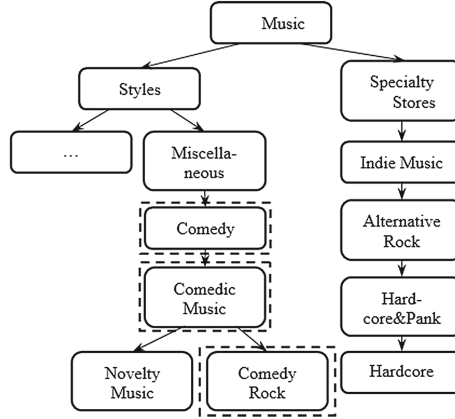 Music
Styles
Specialty
Stores
...
Miscella-
neous
Indie Music
Comedy
Alternative
Rock
Comedic
Music
Hard-
core&Pank
Novelty
Music
Comedy
Rock
Hardcore